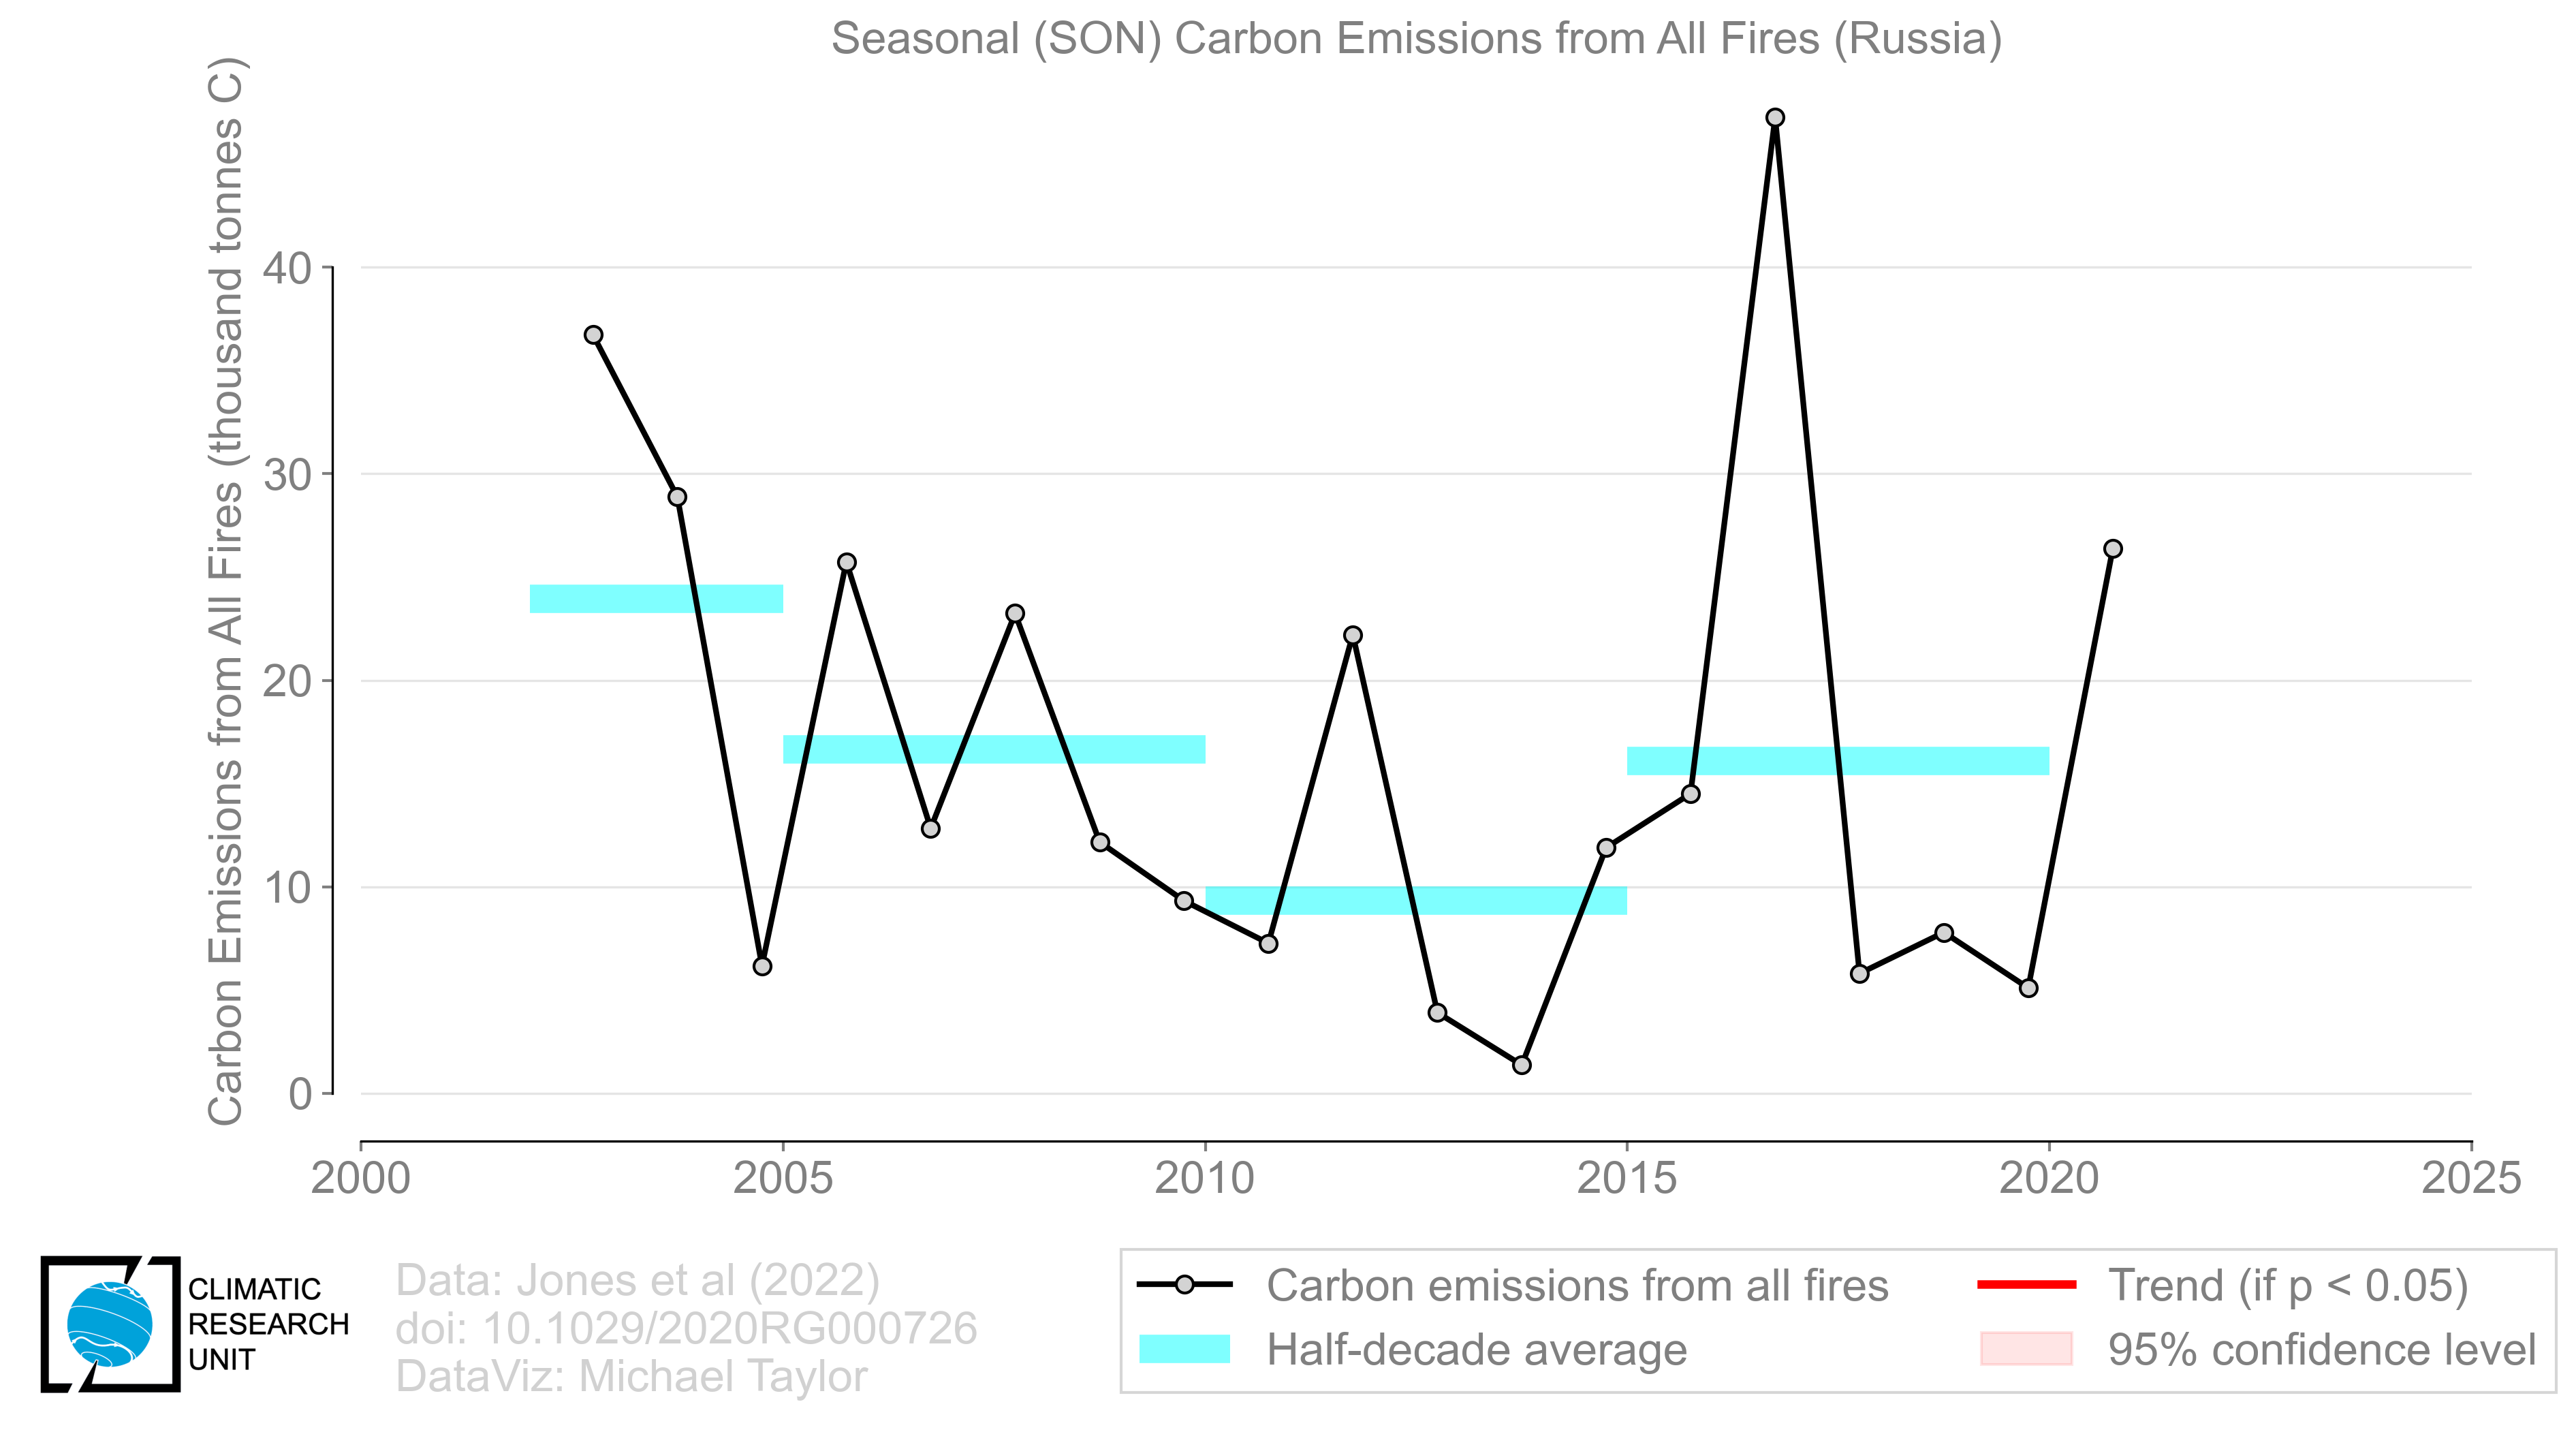 Seasonal (SON) Carbon Emissions from All Fires (Russia)
Carbon Emissions from All Fires (thousand tonnes C)
40
30
20
10
0
2000
2005
2010
2015
2020
2025
CLIMATIC
RESEARCH
UNIT
Data: Jones et al (2022)
doi: 10.1029/2020RG000726
DataViz: Michael Taylor
Carbon emissions from all fires
Half-decade average
Trend (if p < 0.05)
95% confidence level